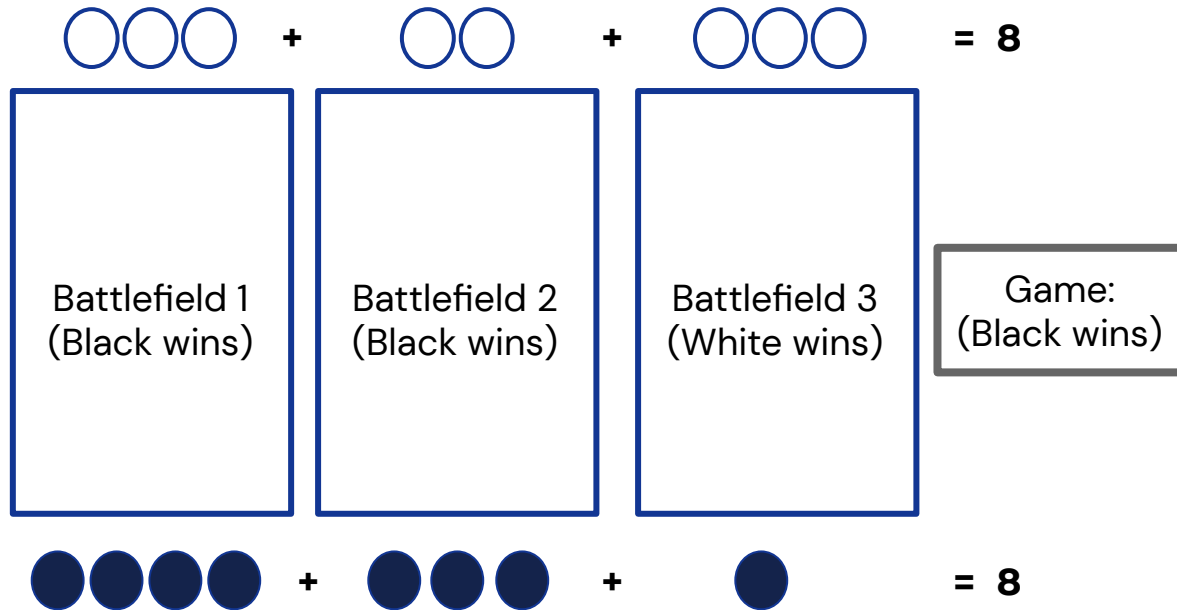 + + = 8
Battlefield 1
(Black wins)
Battlefield 2
(Black wins)
Battlefield 3
(White wins)
Game:
(Black wins)
+ + = 8